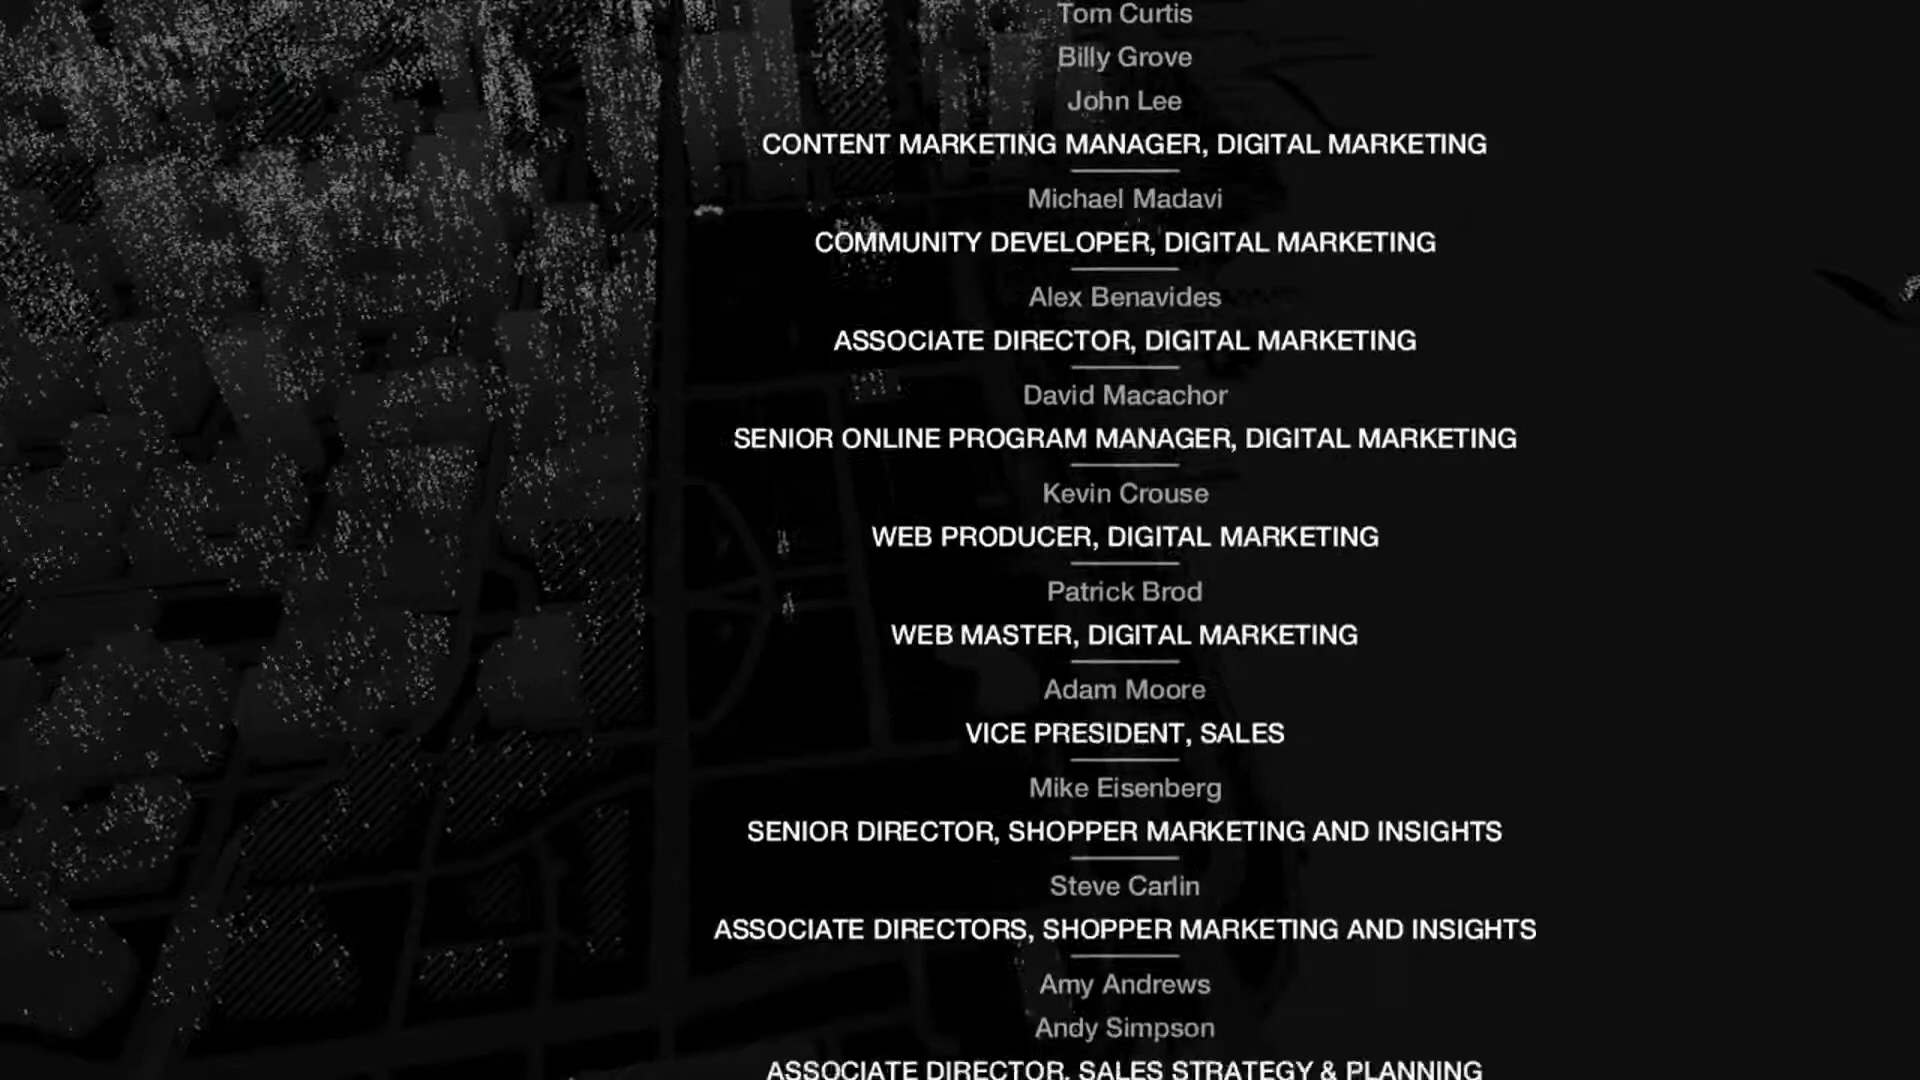 Tom Curtis
Billy Grove
John Lee
CONTENT MARKETING MANAGER, DIGITAL MARKETING
Michael Madavi
COMMUNITY DEVELOPER, DIGITAL MARKETING
Alex Benavides
ASSOCIATE DIRECTOR, DIGITAL MARKETING
David Macachor
SENIOR ONLINE PROGRAM MANAGER, DIGITAL MARKETING
Kevin Crouse
WEB PRODUCER, DIGITAL MARKETING
Patrick Brod
WEB MASTER, DIGITAL MARKETING
Adam Moore
VICE PRESIDENT, SALES
Mike Eisenberg
SENIOR DIRECTOR, SHOPPER MARKETING AND INSIGHTS
Steve Carlin
ASSOCIATE DIRECTORS, SHOPPER MARKETING AND INSIGHTS
Amy Andrews
Andy Simpson
ASSOCIATE DIRECTOR, SALES STRATEGY & PLANNING